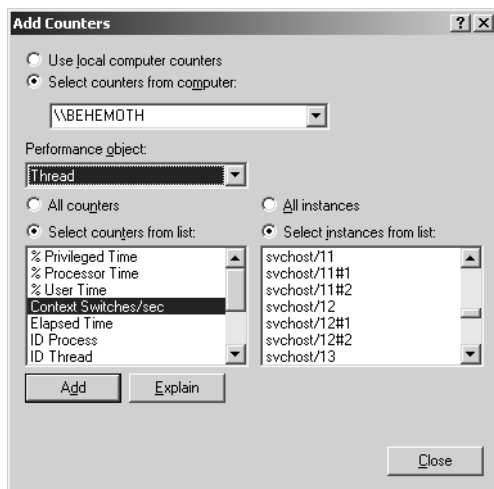 Add Counters
Use local computer counters
Select counters from computer:
\\BEHEMOTH
Performance object:
Thread
All counters
All instances
Select counters from list:
Select instances from list:
% Privileged Time
% Processor Time
% User Time
Context Switches/sec
Elapsed Time
ID Process
ID Thread
svchost/11
svchost/11#1
svchost/11#2
svchost/12
svchost/12#1
svchost/12#2
svchost/13
Add
Explain
Close